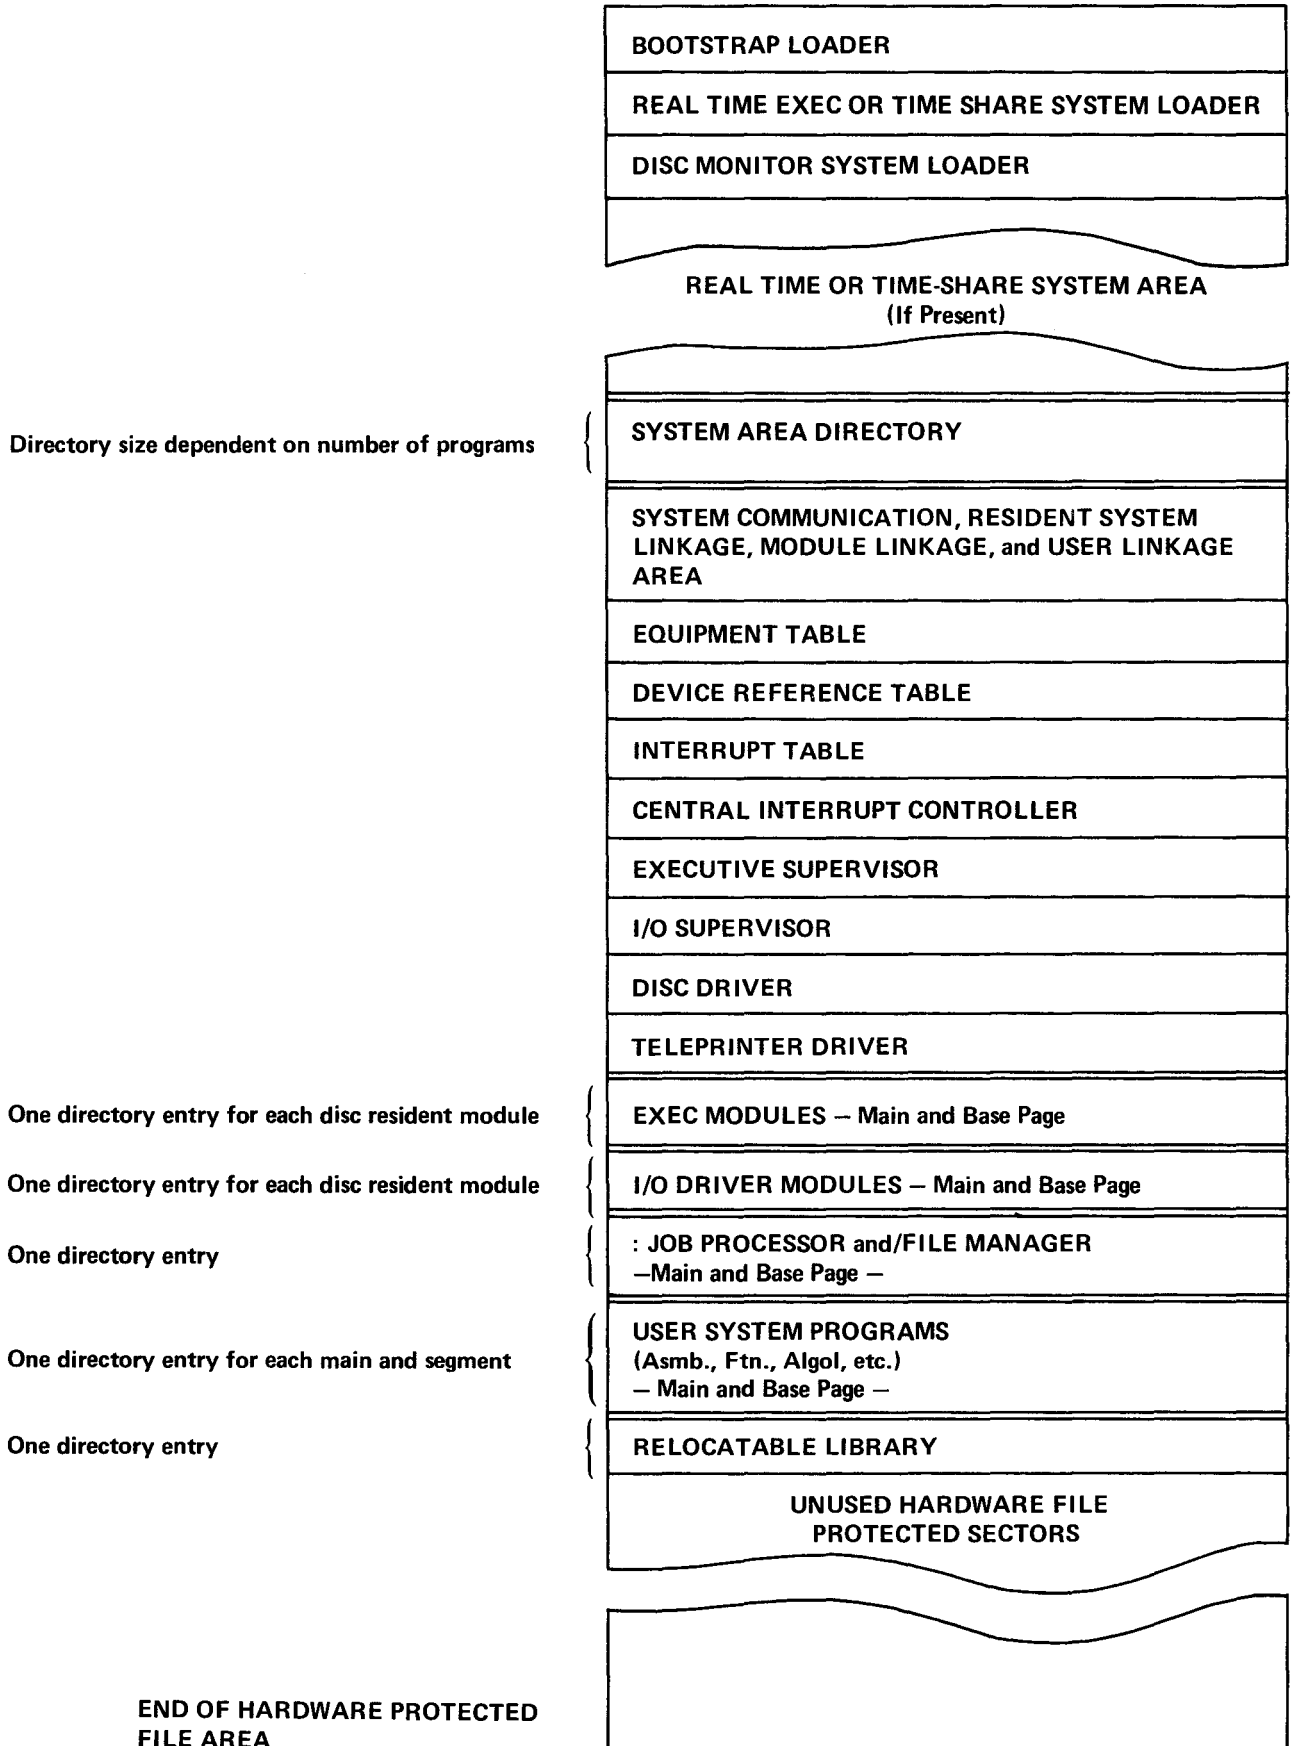 BOOTSTRAP LOADER
REAL TIME EXEC OR TIME SHARE SYSTEM LOADER
DISC MONITOR SYSTEM LOADER
REAL TIME OR TIME-SHARE SYSTEM AREA
(If Present)
Directory size dependent on number of programs
SYSTEM AREA DIRECTORY
SYSTEM COMMUNICATION, RESIDENT SYSTEM
LINKAGE, MODULE LINKAGE, and USER LINKAGE
AREA
EQUIPMENT TABLE
DEVICE REFERENCE TABLE
INTERRUPT TABLE
CENTRAL INTERRUPT CONTROLLER
EXECUTIVE SUPERVISOR
I/O SUPERVISOR
DISC DRIVER
TELEPRINTER DRIVER
One directory entry for each disc resident module
EXEC MODULES — Main and Base Page
One directory entry for each disc resident module
I/O DRIVER MODULES — Main and Base Page
One directory entry
: JOB PROCESSOR and/FILE MANAGER
—Main and Base Page —
One directory entry for each main and segment
USER SYSTEM PROGRAMS
(Asmb., Ftn., Algol, etc.)
— Main and Base Page —
One directory entry
RELOCATABLE LIBRARY
UNUSED HARDWARE FILE
PROTECTED SECTORS
END OF HARDWARE PROTECTED
FILE AREA